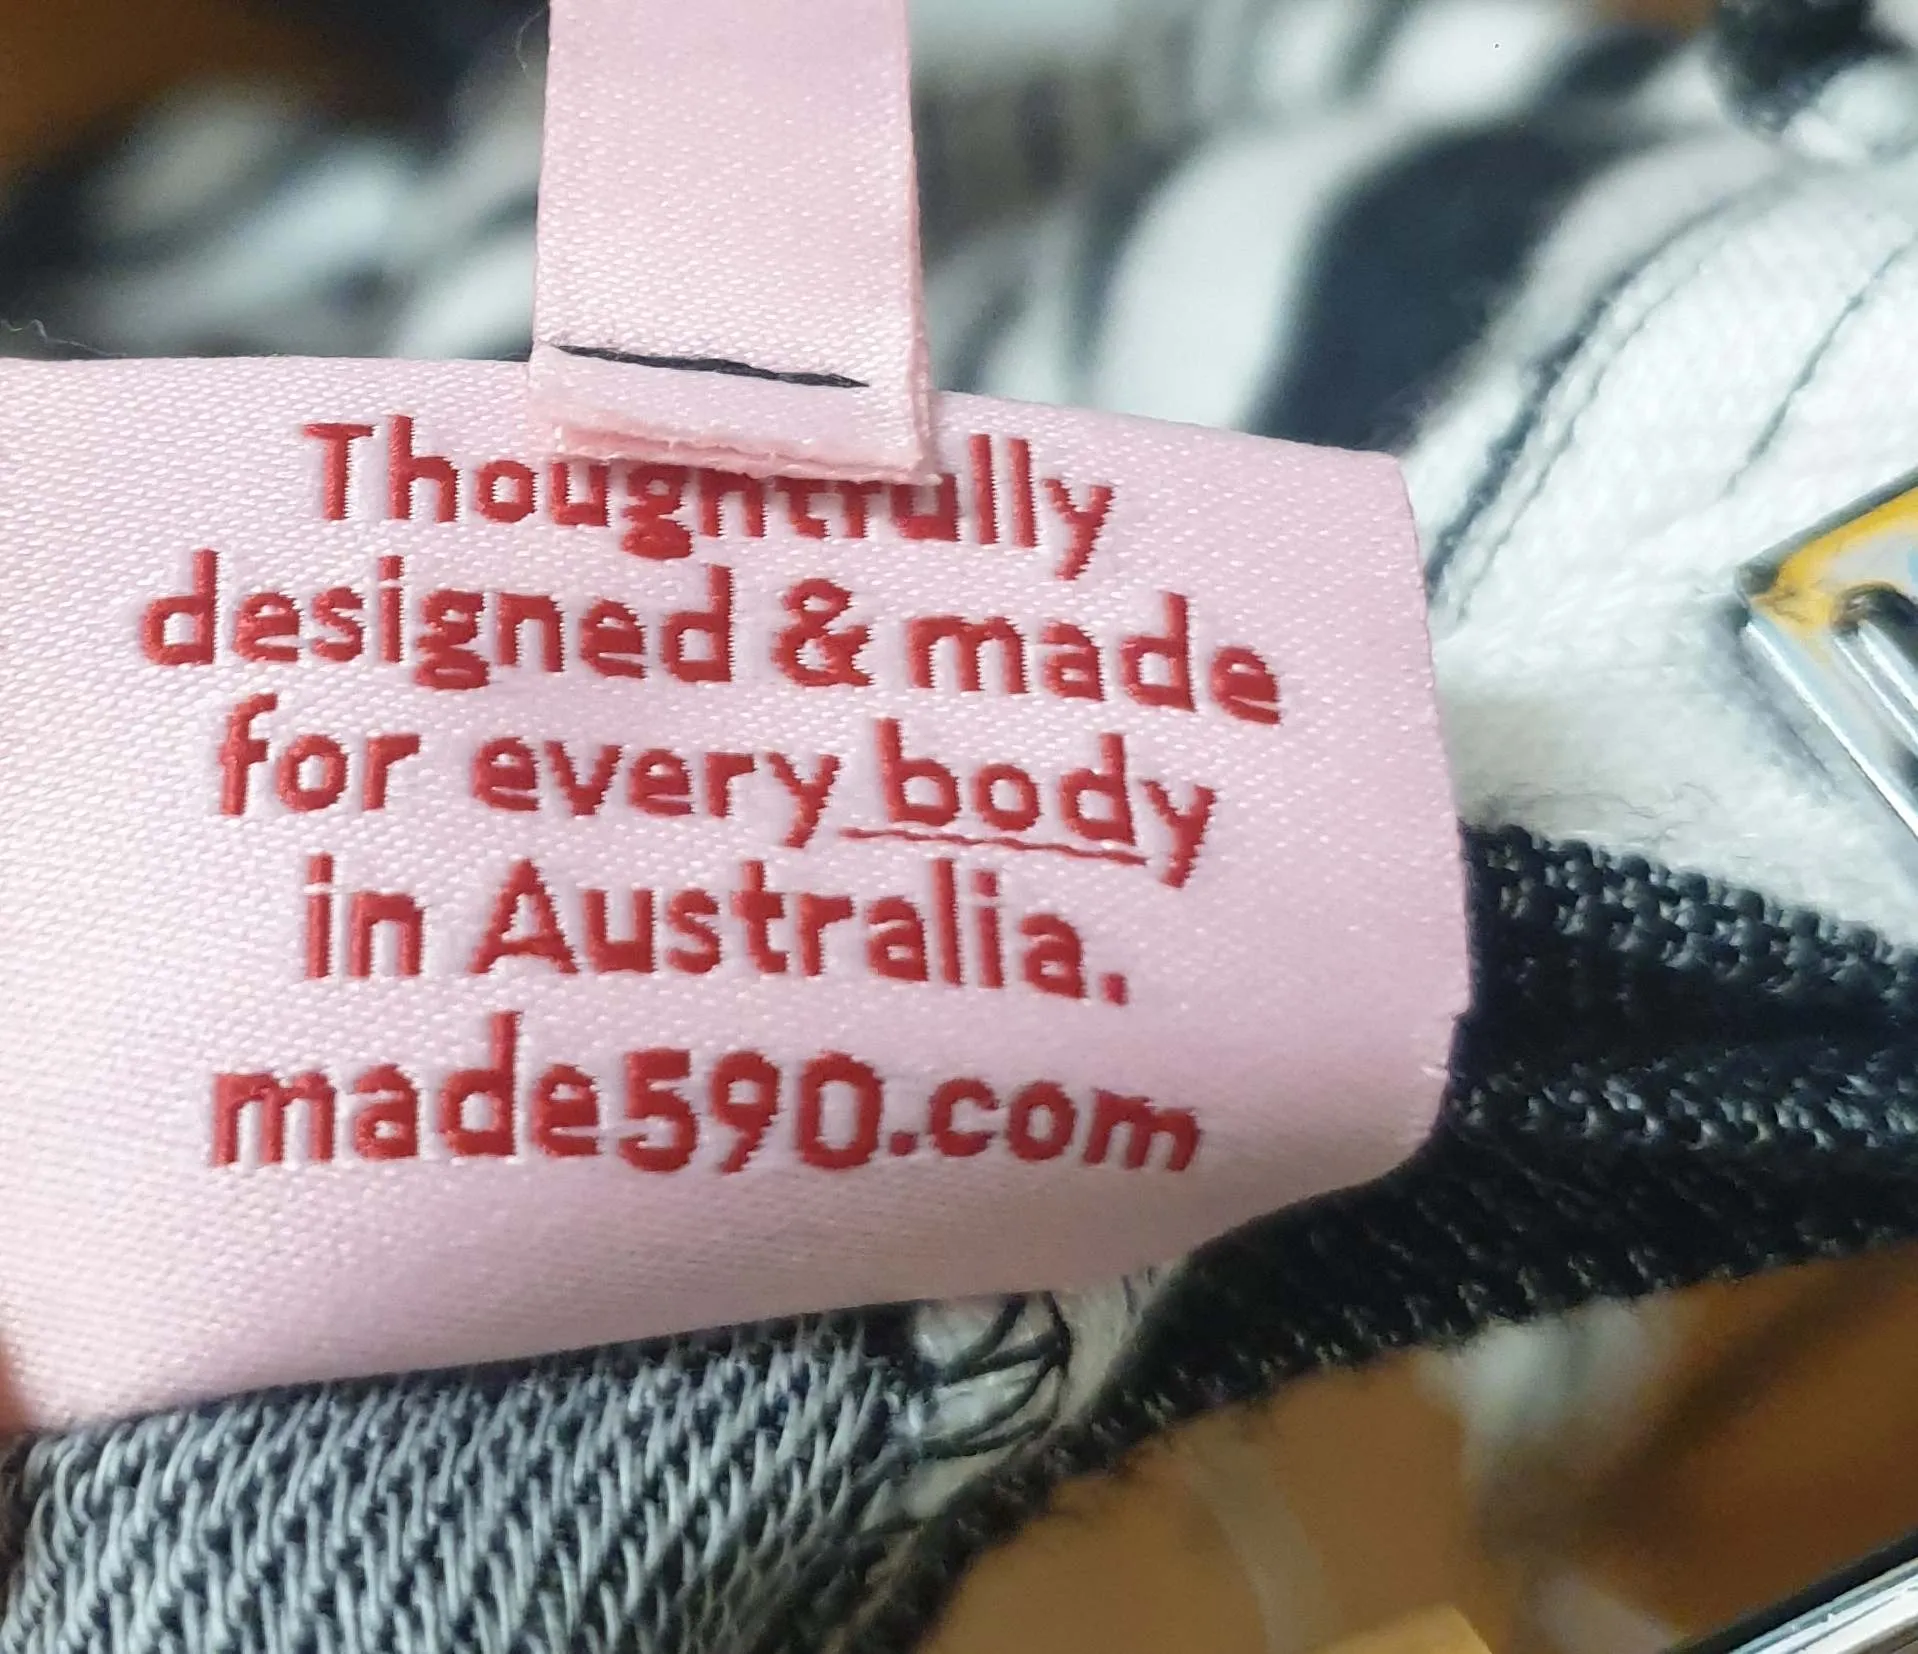 Thoughtfully
designed & made
for every body
in Australia.
made590.com